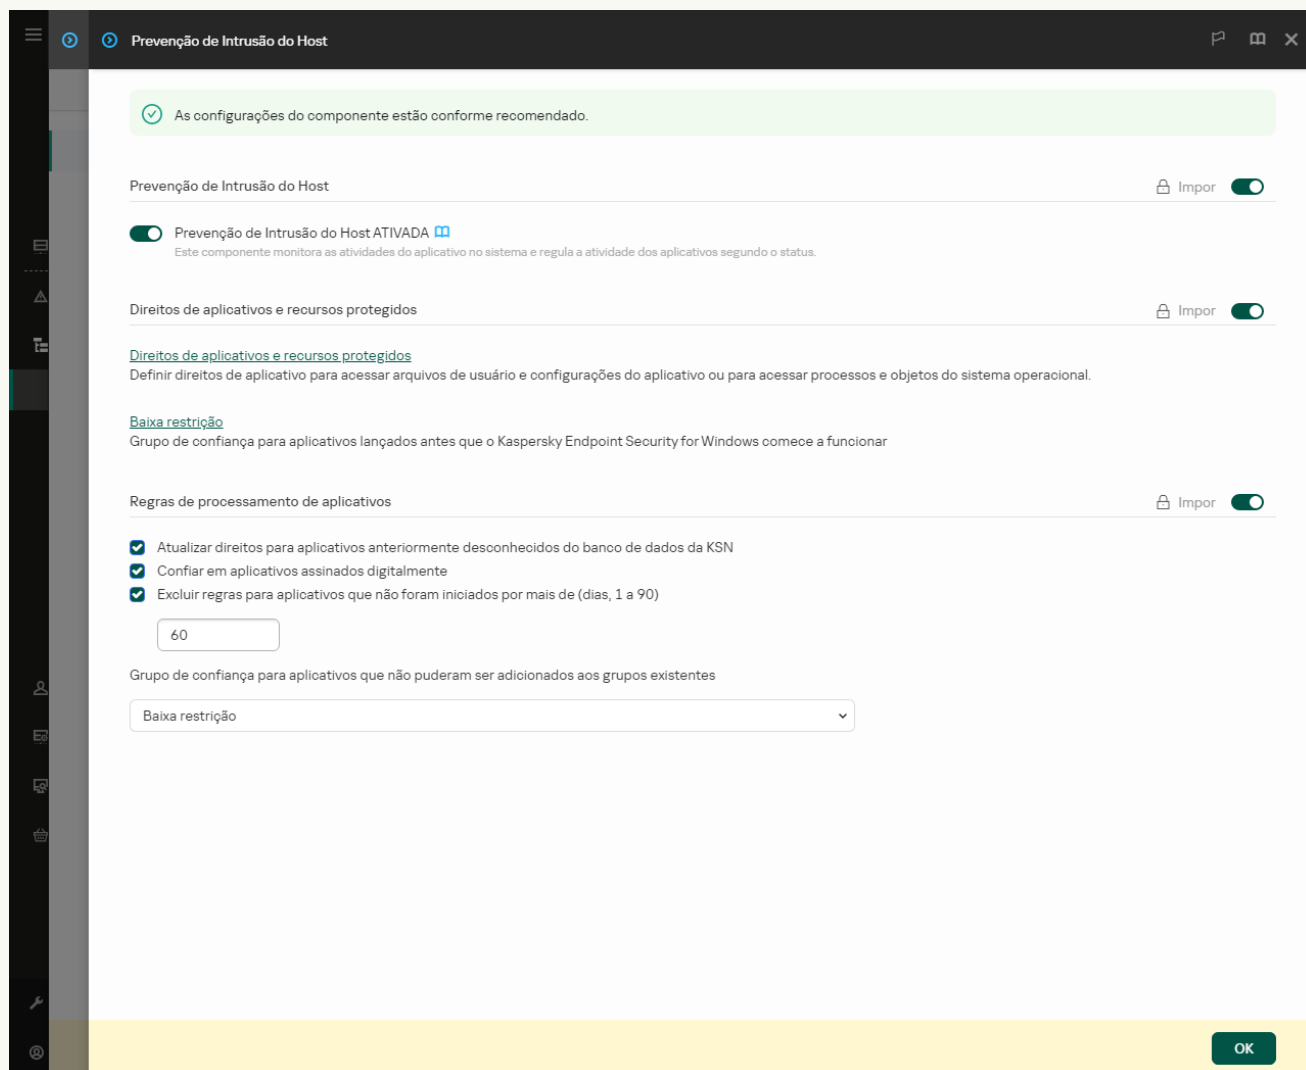 Prevenção de Intrusão do Host
As configurações do componente estão conforme recomendado.
Prevenção de Intrusão do Host
Impor
Prevenção de Intrusão do Host ATIVADA
Este componente monitora as atividades do aplicativo no sistema e regula a atividade dos aplicativos segundo o status.
Direitos de aplicativos e recursos protegidos
Impor
Direitos de aplicativos e recursos protegidos
Definir direitos de aplicativo para acessar arquivos de usuário e configurações do aplicativo ou para acessar processos e objetos do sistema operacional.
Baixa restrição
Grupo de confiança para aplicativos lançados antes que o Kaspersky Endpoint Security for Windows comece a funcionar
Regras de processamento de aplicativos
Impor
Atualizar direitos para aplicativos anteriormente desconhecidos do banco de dados da KSN
Confiar em aplicativos assinados digitalmente
Excluir regras para aplicativos que não foram iniciados por mais de (dias, 1 a 90)
60
Grupo de confiança para aplicativos que não puderam ser adicionados aos grupos existentes
Baixa restrição
OK